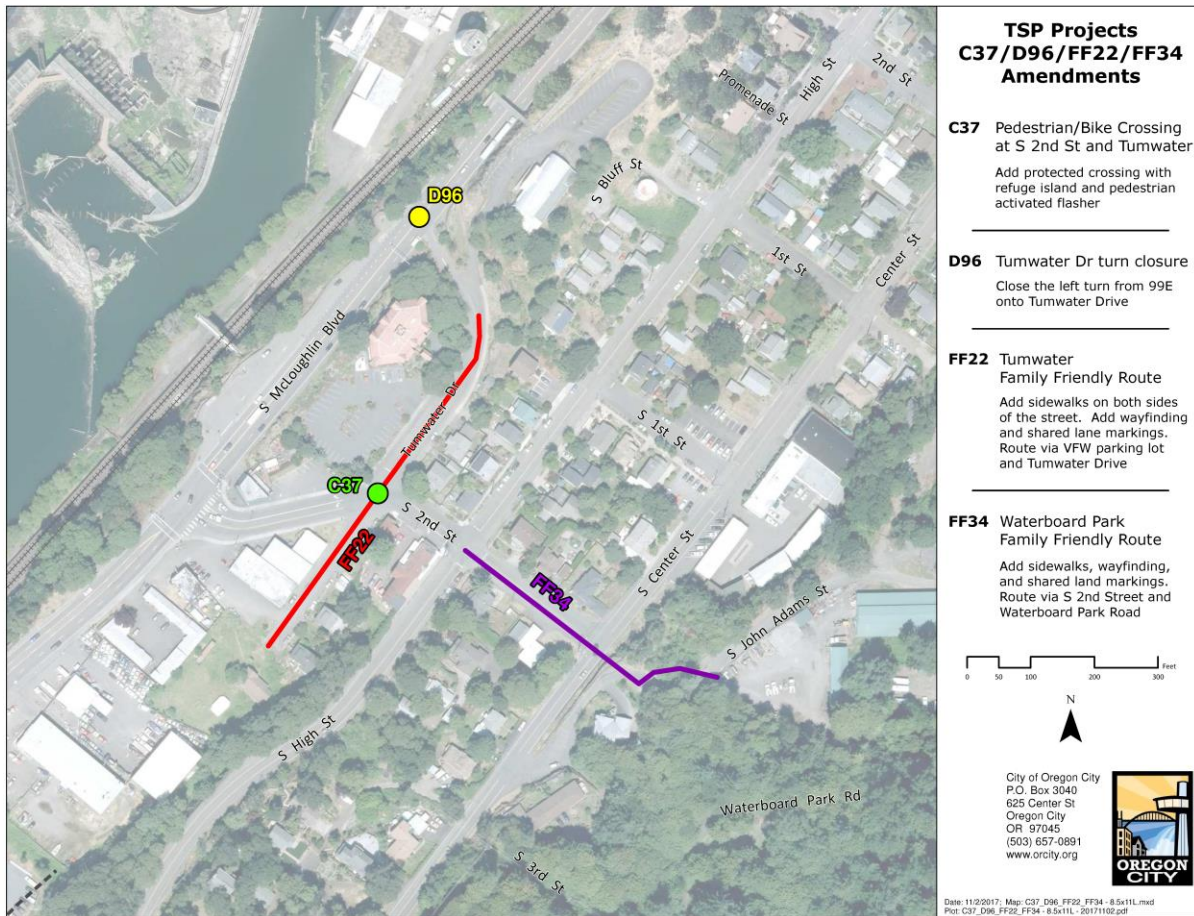 TSP Projects
C37/D96/FF22/FF34
Amendments
C37 Pedestrian/Bike Crossing
at S 2nd St and Tumwater
Add protected crossing with
refuge island and pedestrian
activated flasher
D96 Tumwater Dr turn closure
Close the left turn from 99E
onto Tumwater Drive
FF22 Tumwater
Family Friendly Route
Add sidewalks on both sides
of the street. Add wayfinding
and shared lane markings.
Route via VFW parking lot
and Tumwater Drive
FF34 Waterboard Park
Family Friendly Route
Add sidewalks, wayfinding,
and shared land markings.
Route via S 2nd Street and
Waterboard Park Road
0 50 100 200 300 Feet
N
City of Oregon City
P.O. Box 3040
625 Center St
Oregon City
OR 97045
(503) 657-0891
www.orcity.org
OREGON
CITY
Date: 11/2/2017; Map: C37_D96_FF22_FF34 - 8.5x11L.mxd
Plot: C37_D96_FF22_FF34 - 8.5x11L - 20171102.pdf
2nd St
High St
Promenade St
S Bluff St
D96
1st St
Center St
S McLoughlin Blvd
Tumwater Dr
S 1st St
C37
S 2nd St
FF22
FF34
S Center St
S John Adams St
S High St
Waterboard Park Rd
S 3rd St